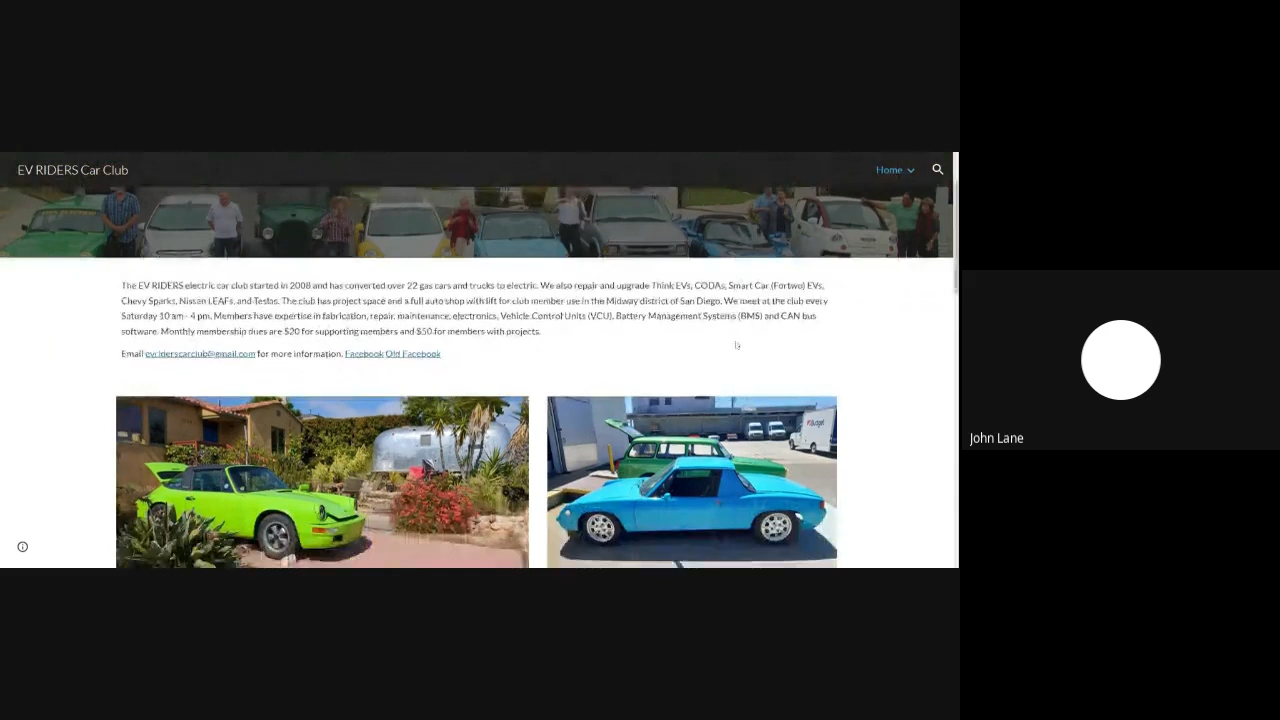 EV RIDERS Car Club
Home
The EV RIDERS electric car club started in 2008 and has converted over 22 gas cars and trucks to electric. We also repair and upgrade Think EVs, CODAs, Smart Car (Fortwo) EVs,
Chevy Sparks, Nissan LEAFs, and Teslas. The club has project space and a full auto shop with lift for club member use in the Midway district of San Diego. We meet at the club every
Saturday 10 am - 4 pm. Members have expertise in fabrication, repair, maintenance, electronics, Vehicle Control Units (VCU), Battery Management Systems (BMS) and CAN bus
software. Monthly membership dues are $20 for supporting members and $50 for members with projects.
Email evriderscarclub@gmail.com for more information. Facebook Old Facebook
Budget
John Lane